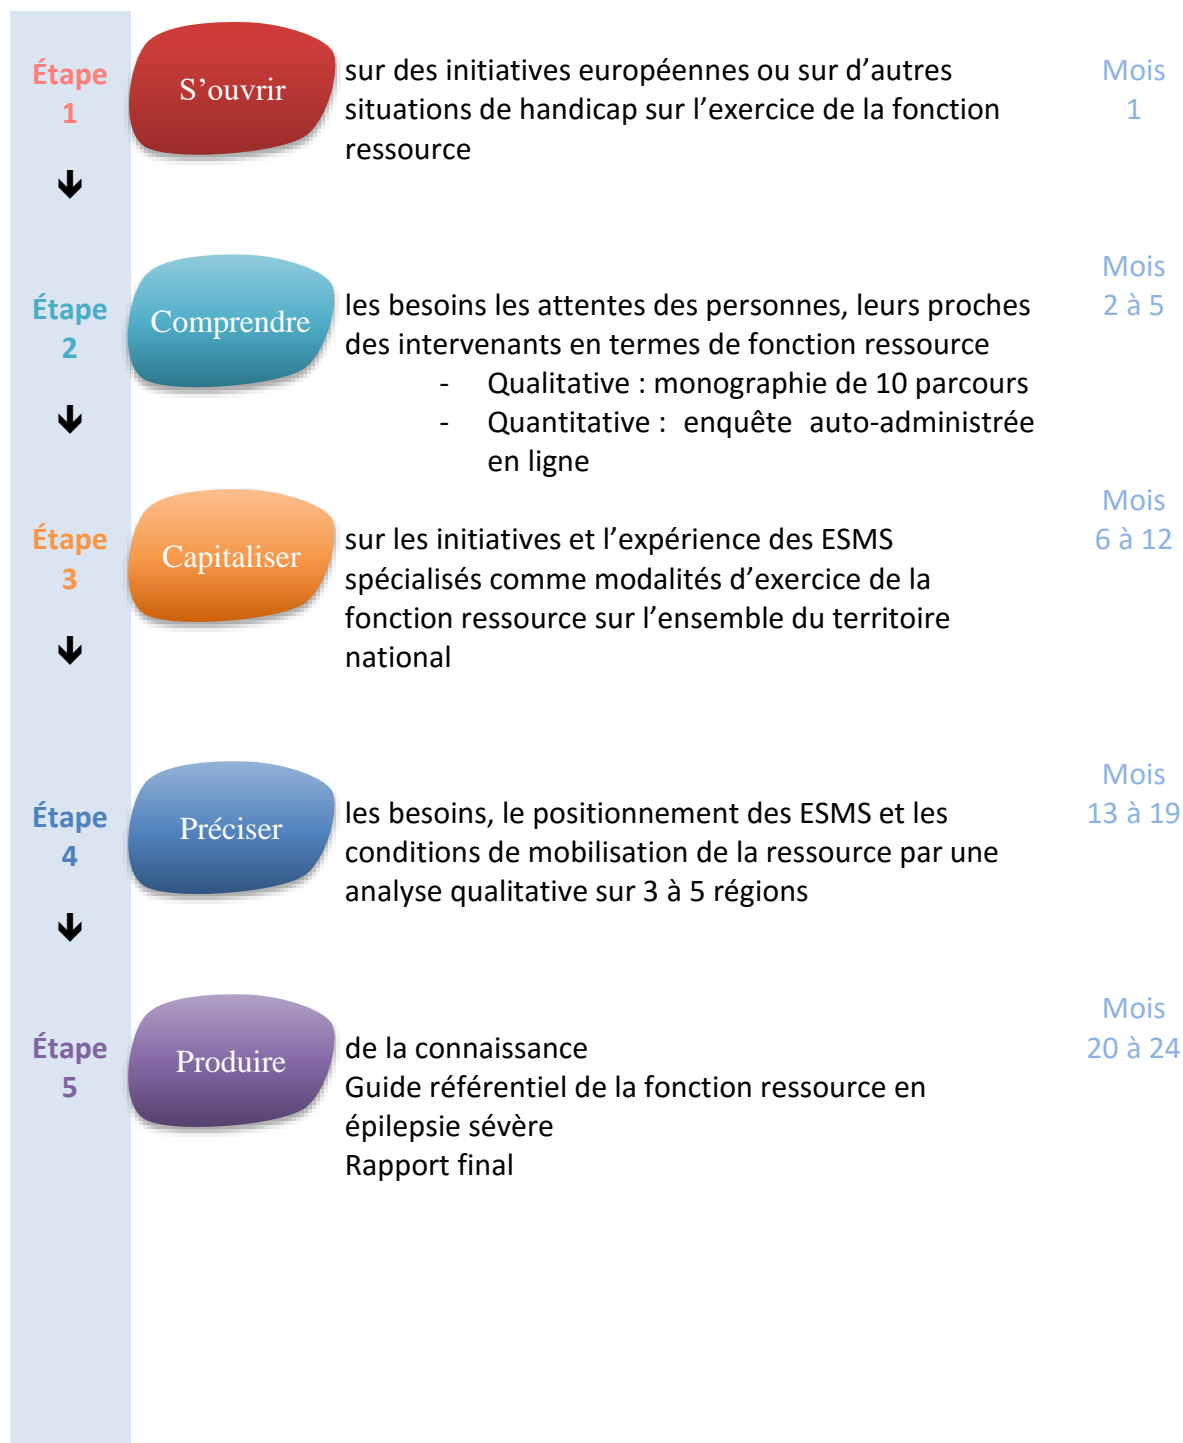 Étape
1
S’ouvrir
sur des initiatives européennes ou sur d’autres
situations de handicap sur l’exercice de la fonction
ressource
Mois
1
Étape
2
Comprendre
les besoins les attentes des personnes, leurs proches
des intervenants en termes de fonction ressource
- Qualitative : monographie de 10 parcours
- Quantitative : enquête auto-administrée
en ligne
Mois
2 à 5
Étape
3
Capitaliser
sur les initiatives et l’expérience des ESMS
spécialisés comme modalités d’exercice de la
fonction ressource sur l’ensemble du territoire
national
Mois
6 à 12
Étape
4
Préciser
les besoins, le positionnement des ESMS et les
conditions de mobilisation de la ressource par une
analyse qualitative sur 3 à 5 régions
Mois
13 à 19
Étape
5
Produire
de la connaissance
Guide référentiel de la fonction ressource en
épilepsie sévère
Rapport final
Mois
20 à 24